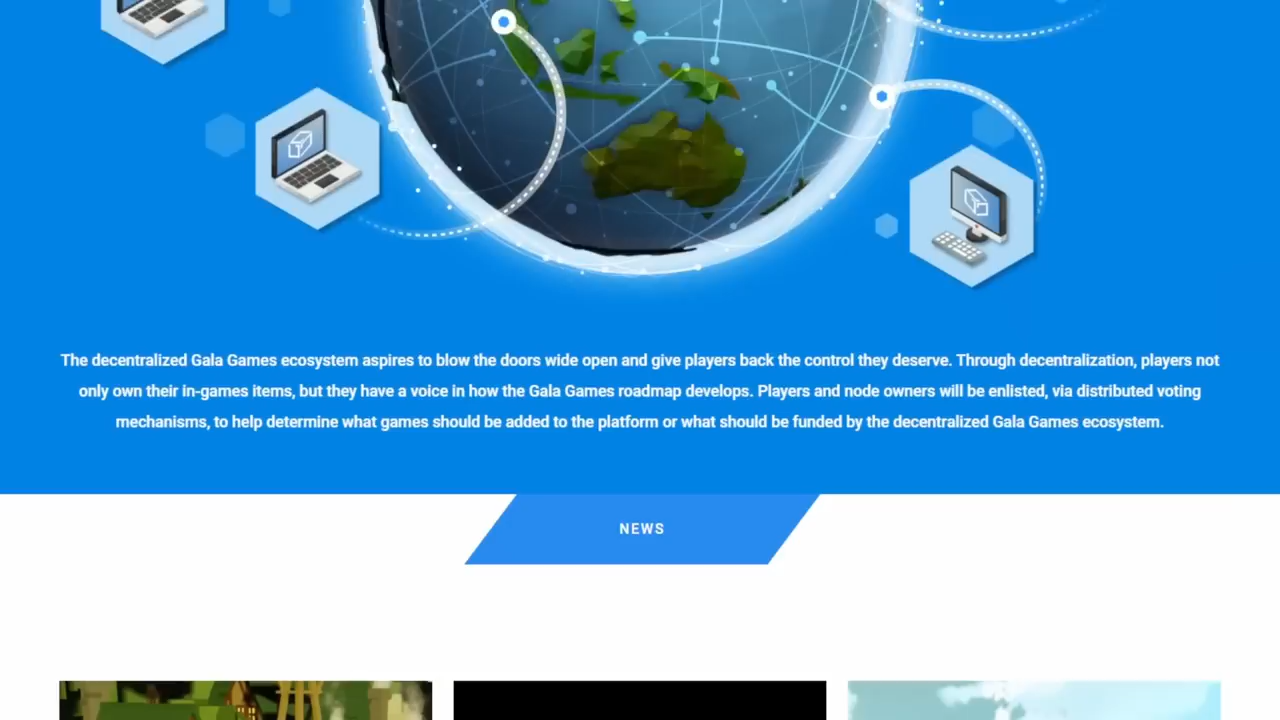 The decentralized Gala Games ecosystem aspires to blow the doors wide open and give players back the control they deserve. Through decentralization, players not
only own their in-games items, but they have a voice in how the Gala Games roadmap develops. Players and node owners will be enlisted, via distributed voting
mechanisms, to help determine what games should be added to the platform or what should be funded by the decentralized Gala Games ecosystem.
NEWS